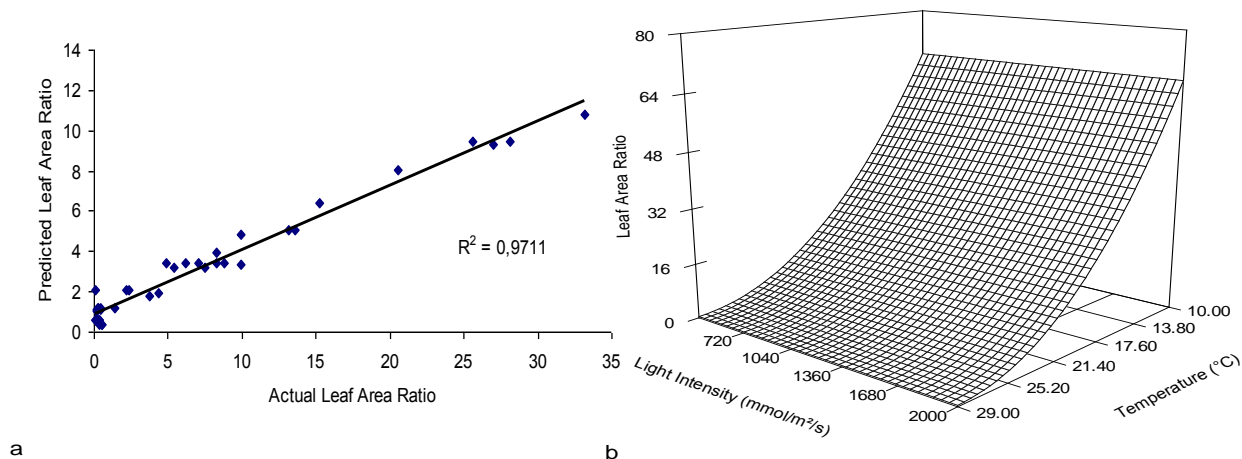 14
12
10
8
6
4
2
0
Predicted Leaf Area Ratio
R² = 0,9711
0 5 10 15 20 25 30 35
Actual Leaf Area Ratio
a
80
64
48
32
16
0
Leaf Area Ratio
720
1040
1360
1680
2000
Light Intensity (mmol/m²/s)
10.00
13.80
17.60
21.40
25.20
29.00
Temperature (°C)
b